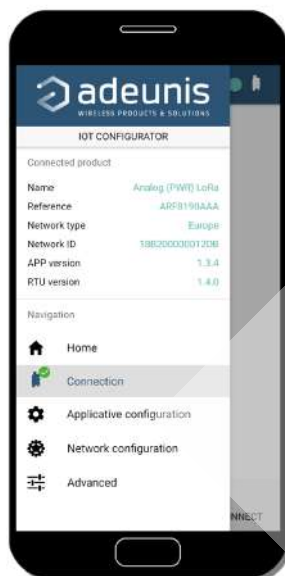 adeunis
WIRELESS PRODUCTS & SOLUTIONS
IOT CONFIGURATOR
Connected product
Name Analog (PWR) LoRa
Reference ARF8190AAA
Network type Europe
Network ID
APP version 1.3.4
RTU version 1.4.0
Navigation
Home
Connection
Applicative configuration
Network configuration
Advanced
NNECT